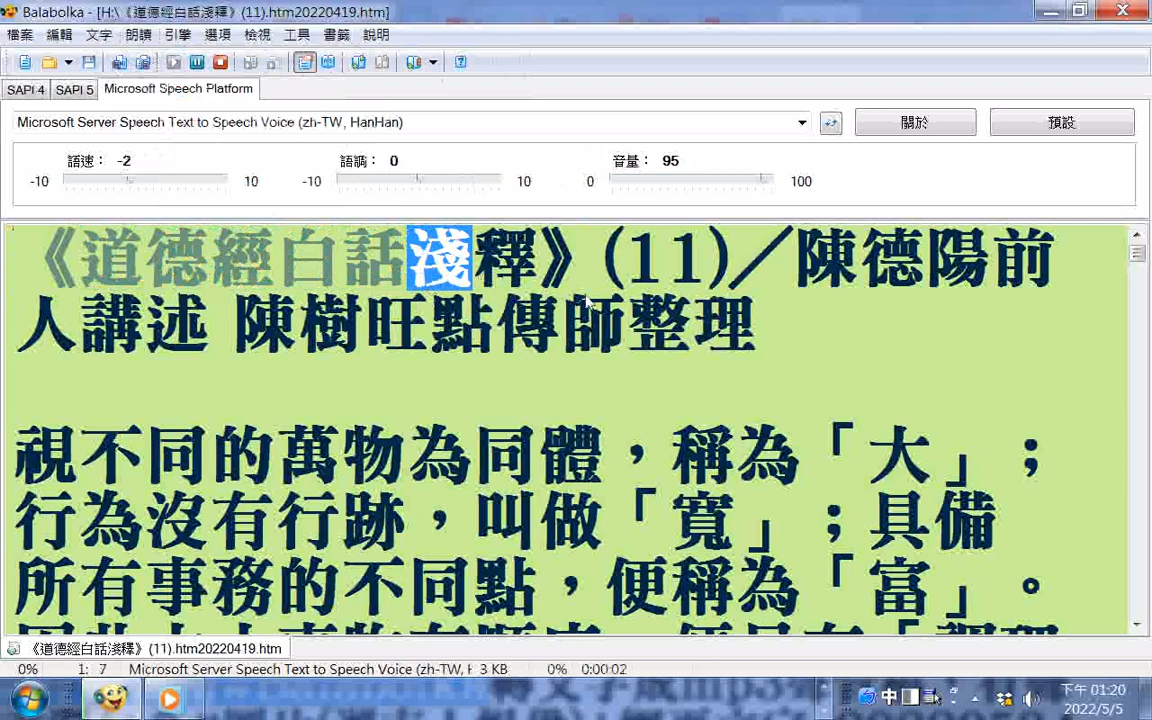 Balabolka - [H:\《道德經白話淺釋》(11).htm20220419.htm]
檔案 編輯 文字 朗讀 引擎 選項 檢視 工具 書籤 說明
SAPI 4 SAPI 5 Microsoft Speech Platform
Microsoft Server Speech Text to Speech Voice (zh-TW, HanHan) 關於 預設
語速： -2 語調： 0 音量： 95
-10 10 -10 10 0 100
《道德經白話淺釋》(11)／陳德陽前
人講述 陳樹旺點傳師整理
視不同的萬物為同體，稱為「大」；
行為沒有行跡，叫做「寬」；具備
所有事務的不同點，便稱為「富」。
《道德經白話淺釋》(11).htm20220419.htm
0% 1: 7 Microsoft Server Speech Text to Speech Voice (zh-TW, H 3 KB 0% 0:00:02
中 下午 01:20
2022/5/5